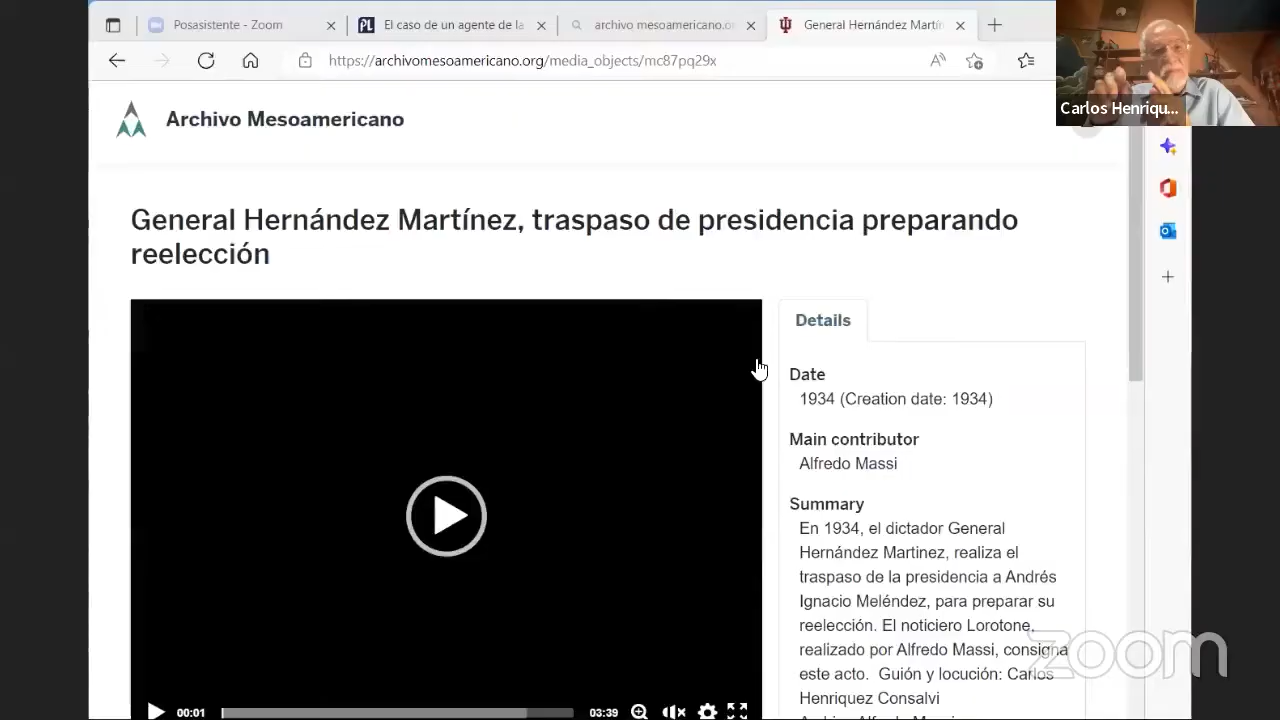 Posasistente - Zoom
El caso de un agente de la
archivo mesoamericano.o
General Hernández Martín
https://archivomesoamericano.org/media_objects/mc87pq29x
Carlos Henriqu...
Archivo Mesoamericano
General Hernández Martínez, traspaso de presidencia preparando
reelección
Details
Date
1934 (Creation date: 1934)
Main contributor
Alfredo Massi
Summary
En 1934, el dictador General
Hernández Martinez, realiza el
traspaso de la presidencia a Andrés
Ignacio Meléndez, para preparar su
reelección. El noticiero Lorotone,
realizado por Alfredo Massi, consigna
este acto. Guión y locución: Carlos
Henriquez Consalvi
00:01
03:39
zoom